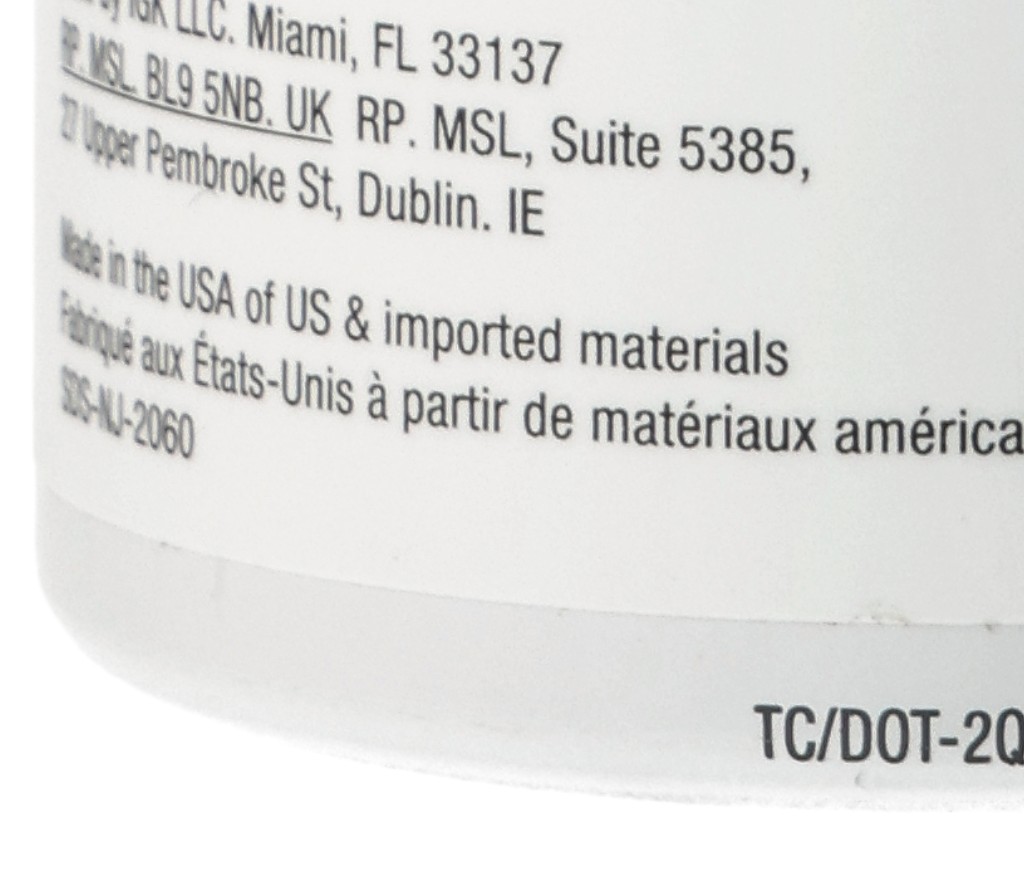 by IGK LLC. Miami, FL 33137
RP. MSL. BL9 5NB. UK RP. MSL, Suite 5385,
27 Upper Pembroke St, Dublin. IE
Made in the USA of US & imported materials
Fabriqué aux États-Unis à partir de matériaux américa
SDS-NJ-2060
TC/DOT-2Q